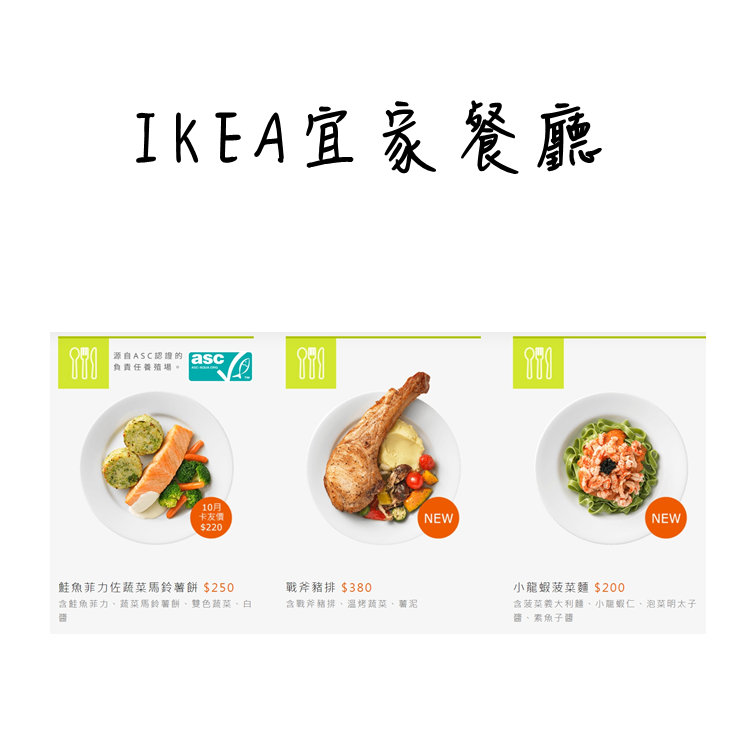 IKEA宜家餐廳
源自ASC認證的
負責任養殖場。
asc
ASC-AQUA.ORG
10月
卡友價
$220
NEW
NEW
鮭魚菲力佐蔬菜馬鈴薯餅 $250
含鮭魚菲力、蔬菜馬鈴薯餅、雙色蔬菜、白
醬
戰斧豬排 $380
含戰斧豬排、溫烤蔬菜、薯泥
小龍蝦菠菜麵 $200
含菠菜義大利麵、小龍蝦仁、泡菜明太子
醬、素魚子醬